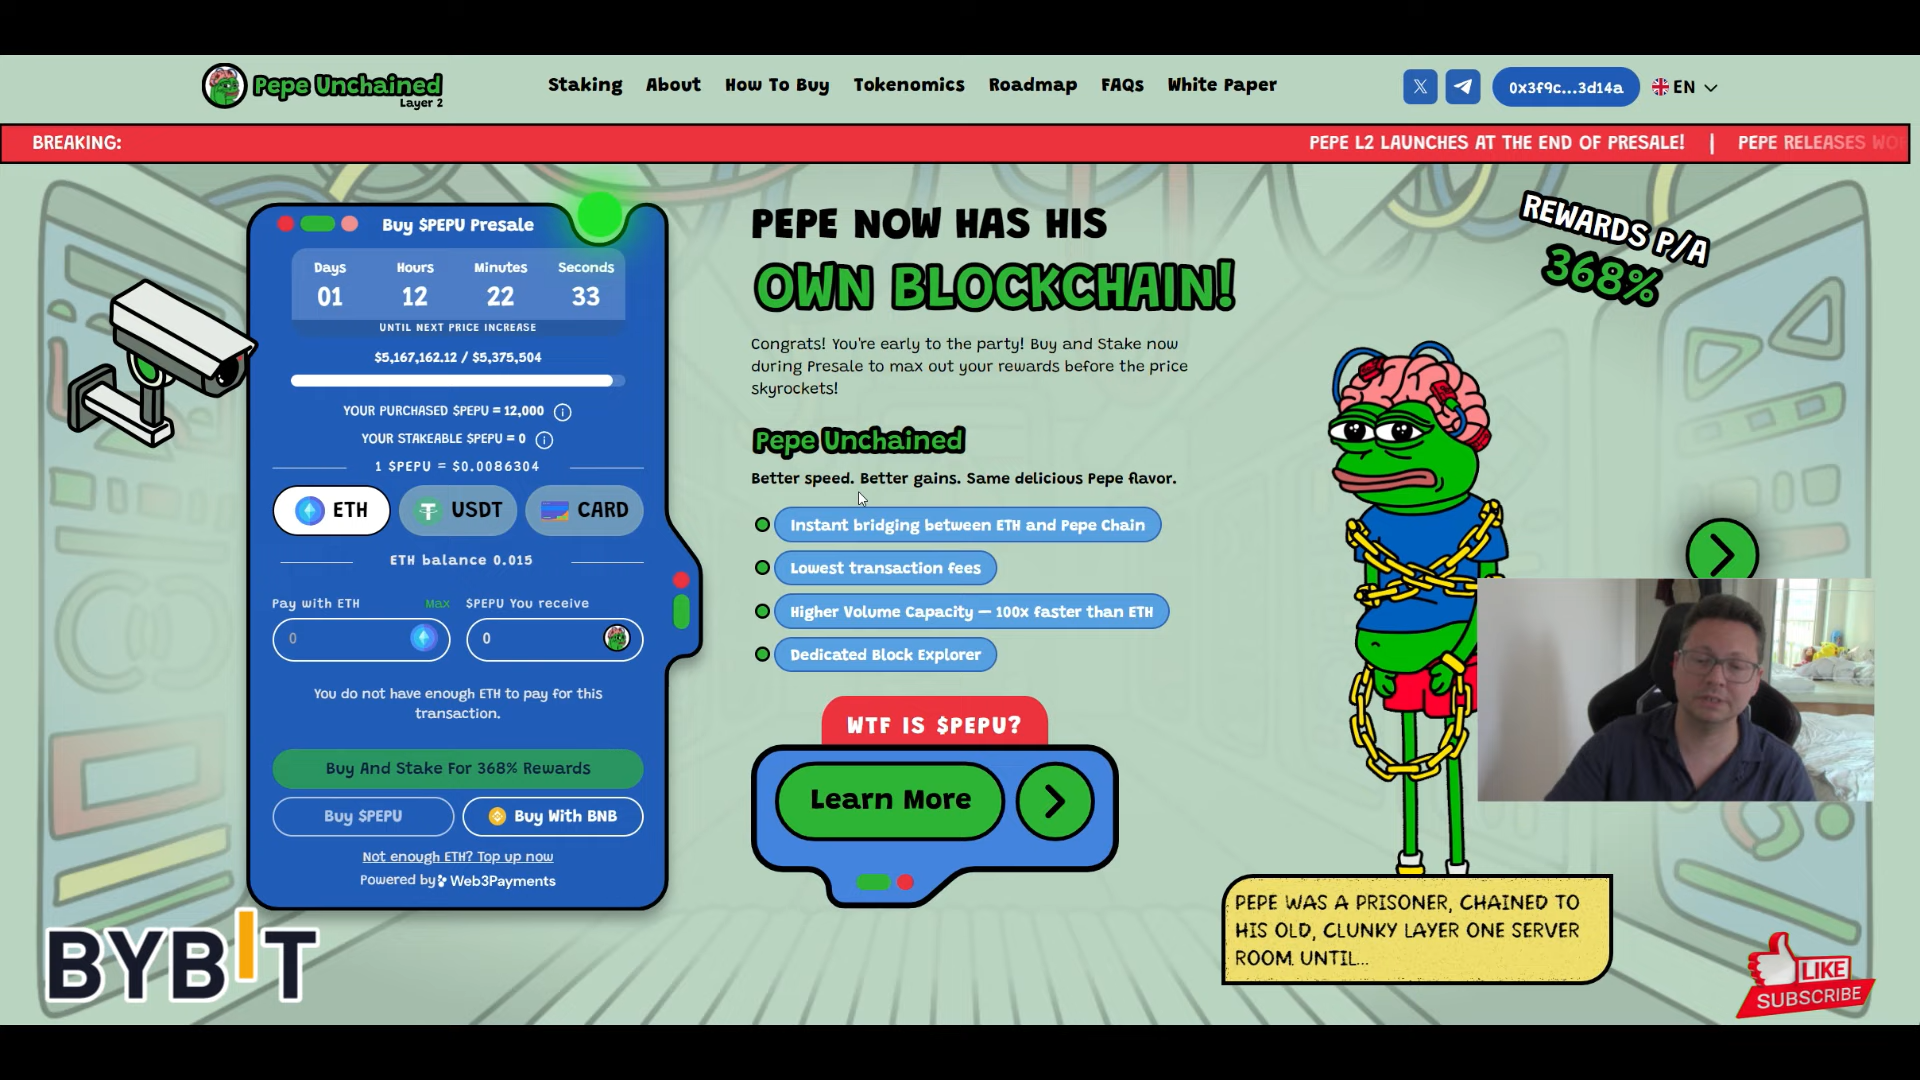 Pepe Unchained
Layer 2
Staking
About
How To Buy
Tokenomics
Roadmap
FAQs
White Paper
0x3f9c...3d14a
EN
BREAKING:
PEPE L2 LAUNCHES AT THE END OF PRESALE! | PEPE RELEASES
Buy $PEPU Presale
Days Hours Minutes Seconds
01 12 22 33
UNTIL NEXT PRICE INCREASE
$5,167,162.12 / $5,375,504
YOUR PURCHASED $PEPU = 12,000
YOUR STAKEABLE $PEPU = 0
1 $PEPU = $0.0086304
ETH USDT CARD
ETH balance 0.015
Pay with ETH Max $PEPU You receive
0 0
You do not have enough ETH to pay for this
transaction.
Buy And Stake For 368% Rewards
Buy $PEPU Buy With BNB
Not enough ETH? Top up now
Powered by Web3Payments
BYBIT
PEPE NOW HAS HIS
OWN BLOCKCHAIN!
Congrats! You're early to the party! Buy and Stake now
during Presale to max out your rewards before the price
skyrockets!
Pepe Unchained
Better speed. Better gains. Same delicious Pepe flavor.
Instant bridging between ETH and Pepe Chain
Lowest transaction fees
Higher Volume Capacity — 100x faster than ETH
Dedicated Block Explorer
WTF IS $PEPU?
Learn More
REWARDS P/A
368%
PEPE WAS A PRISONER, CHAINED TO
HIS OLD, CLUNKY LAYER ONE SERVER
ROOM. UNTIL...
LIKE
SUBSCRIBE